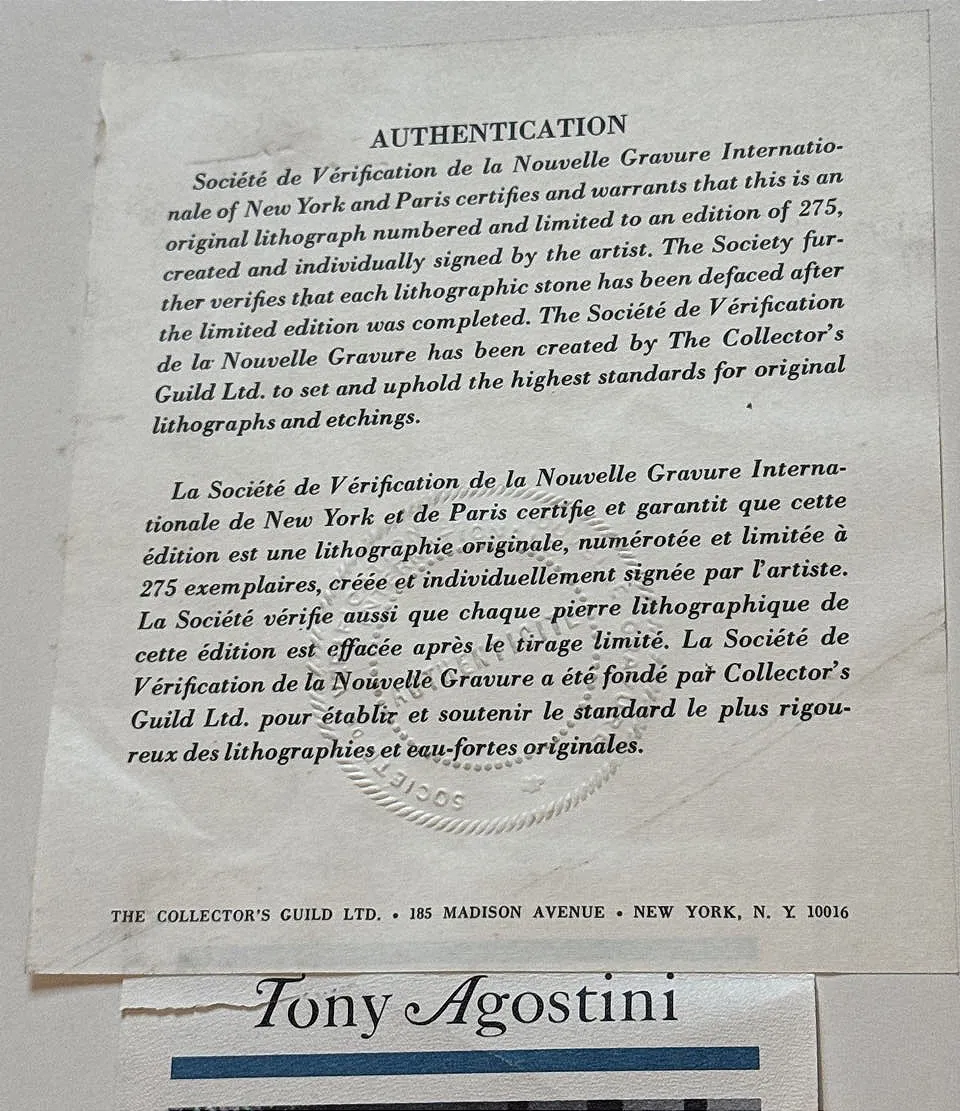 AUTHENTICATION
Société de Vérification de la Nouvelle Gravure Internatio-
nale of New York and Paris certifies and warrants that this is an
original lithograph numbered and limited to an edition of 275,
created and individually signed by the artist. The Society fur-
ther verifies that each lithographic stone has been defaced after
the limited edition was completed. The Société de Vérification
de la Nouvelle Gravure has been created by The Collector's
Guild Ltd. to set and uphold the highest standards for original
lithographs and etchings.
La Société de Vérification de la Nouvelle Gravure Interna-
tionale de New York et de Paris certifie et garantit que cette
édition est une lithographie originale, numérotée et limitée à
275 exemplaires, créée et individuellement signée par l'artiste.
La Société vérifie aussi que chaque pierre lithographique de
cette édition est effacée après le tirage limité. La Société de
Vérification de la Nouvelle Gravure a été fondé par Collector's
Guild Ltd. pour établir et soutenir le standard le plus rigou-
reux des lithographies et eau-fortes originales.
THE COLLECTOR'S GUILD LTD. • 185 MADISON AVENUE • NEW YORK, N. Y. 10016
Tony Agostini